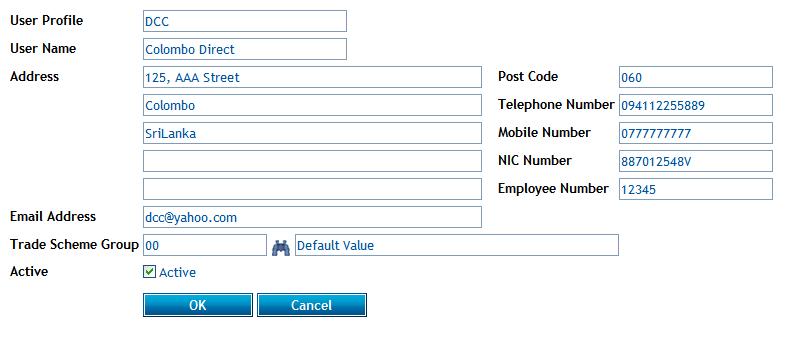 User Profile DCC
User Name Colombo Direct
Address 125, AAA Street Post Code 060
Colombo Telephone Number 094112255889
SriLanka Mobile Number 0777777777
NIC Number 887012548V
Employee Number 12345
Email Address dcc@yahoo.com
Trade Scheme Group 00 Default Value
Active Active
OK Cancel